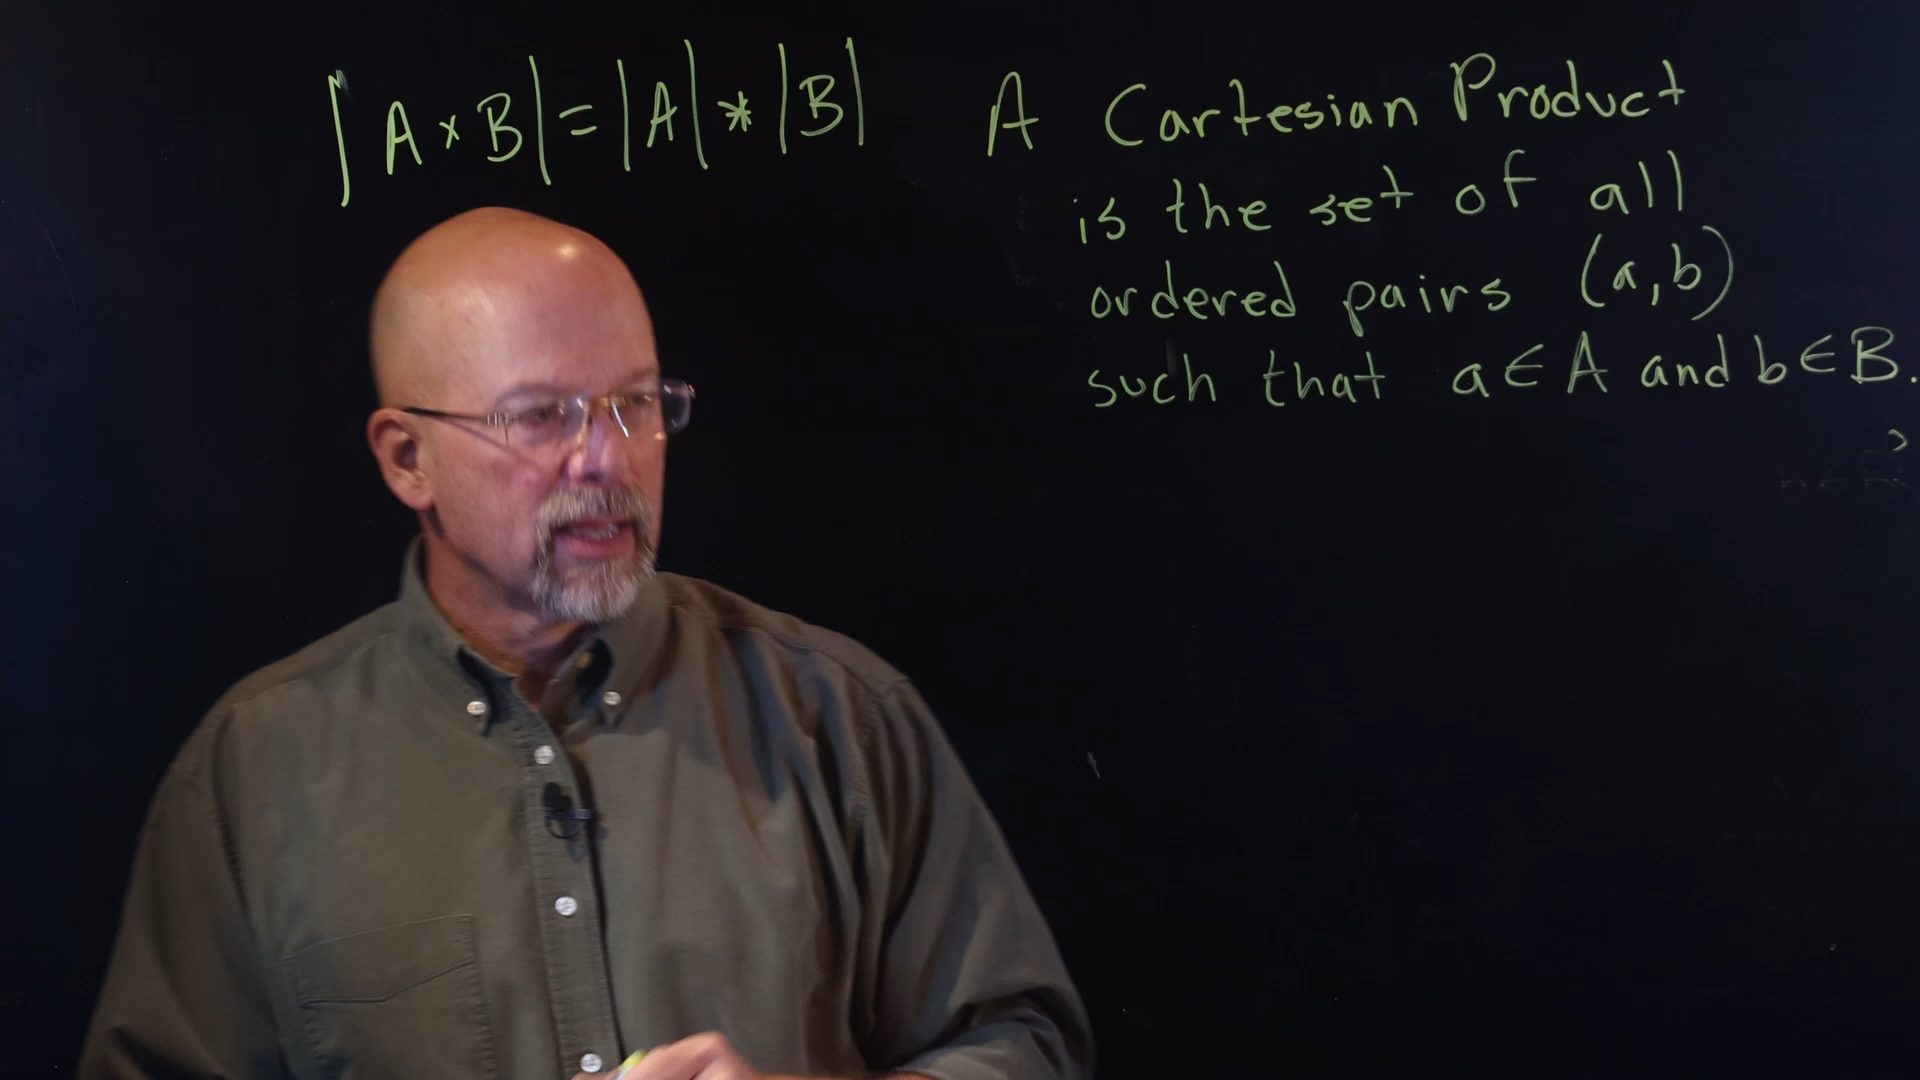 |A × B| = |A| * |B|
A Cartesian Product
is the set of all
ordered pairs (a,b)
such that a ∈ A and b ∈ B.